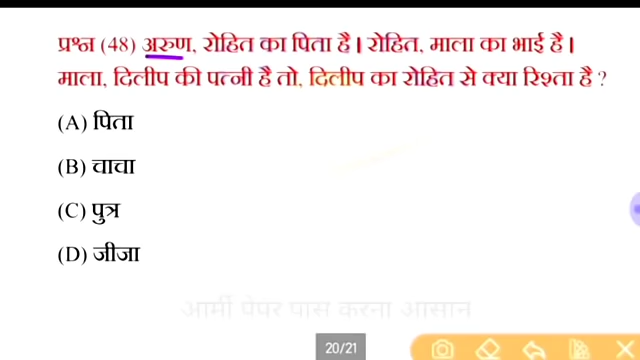 प्रश्न (48) अरुण, रोहित का पिता है | रोहित, माला का भाई है |
माला, दिलीप की पत्नी है तो, दिलीप का रोहित से क्या रिश्ता है ?
(A) पिता
(B) चाचा
(C) पुत्र
(D) जीजा
आर्मी पेपर पास करना आसान
20/21